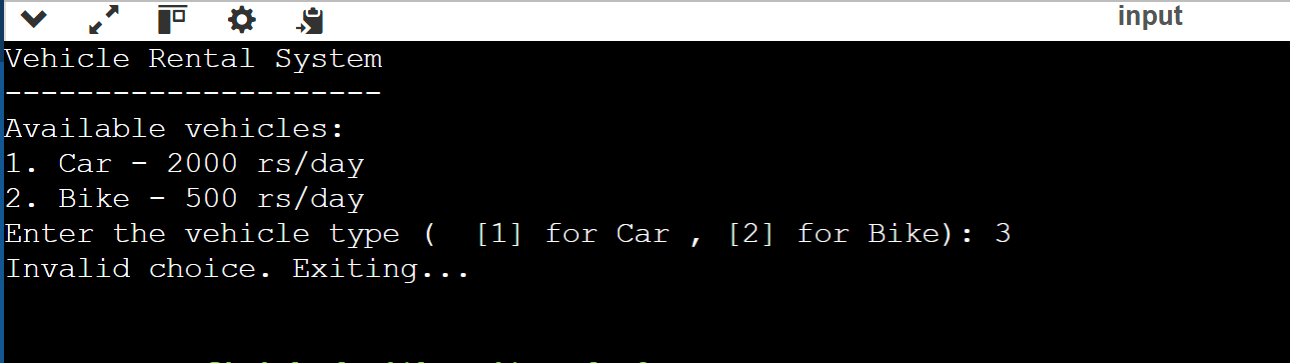 input
Vehicle Rental System
---------------------
Available vehicles:
1. Car - 2000 rs/day
2. Bike - 500 rs/day
Enter the vehicle type (  [1] for Car , [2] for Bike): 3
Invalid choice. Exiting...